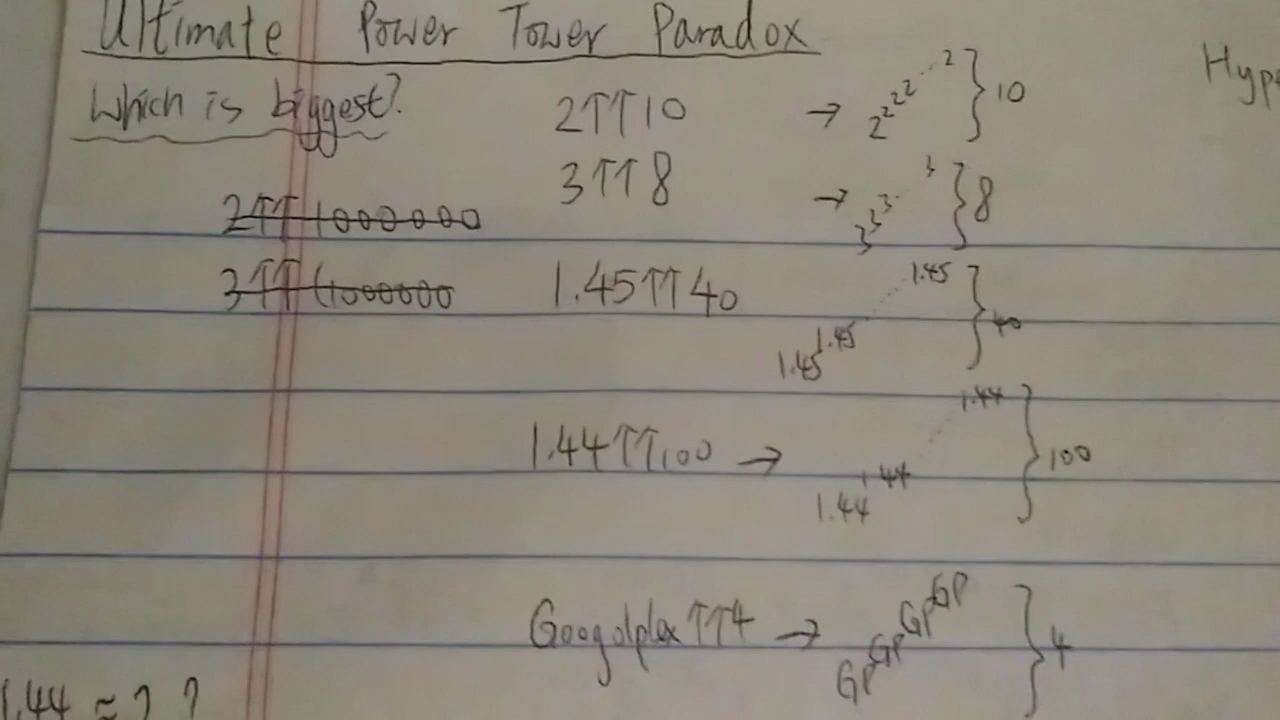 Ultimate Power Tower Paradox
Which is biggest?
2↑↑10 → 2^2^2^2...^2 } 10
Hype
3↑↑8 → 3^3^3...^3 } 8
2↑↑1000000
3↑↑(1000000
1.45↑↑40 1.45^1.45...1.45 } 40
1.44↑↑100 → 1.44^1.44...1.44 } 100
Googolplex↑↑4 → GP^GP^GP^GP } 4
1.44 ≈ ? ?